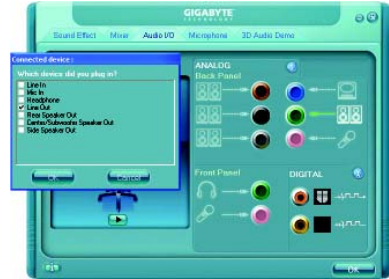 GIGABYTE
TECHNOLOGY
Sound Effect Mixer Audio I/O Microphone 3D Audio Demo
Connected device :
Which device did you plug in?
Line In
Mic In
Headphone
Line Out
Rear Speaker Out
Center/Subwoofer Speaker Out
Side Speaker Out
OK Cancel
ANALOG
Back Panel
Front Panel
DIGITAL
OK